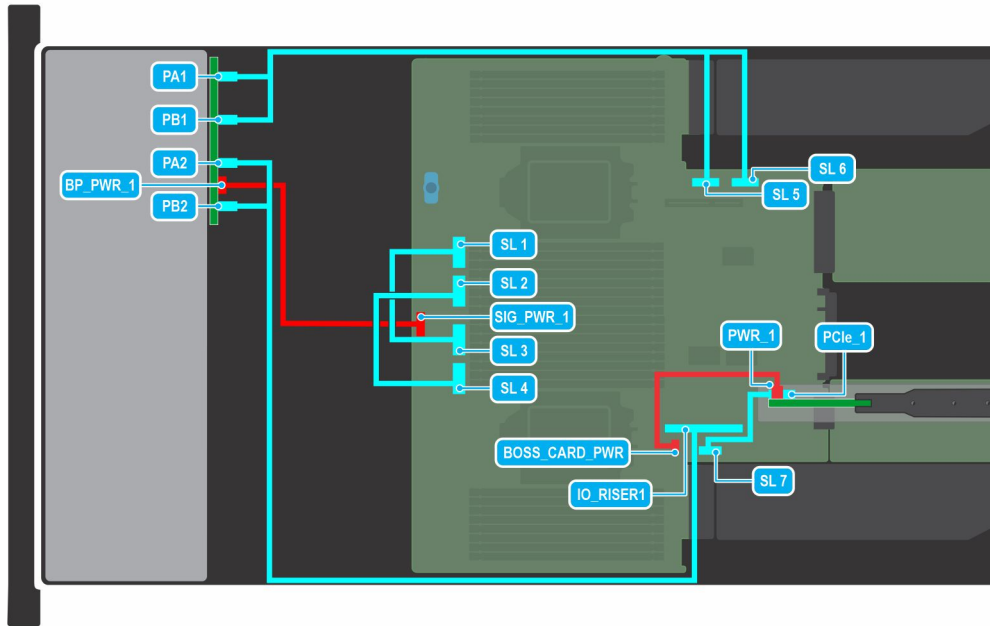 PA1
PB1
PA2
BP_PWR_1
PB2
SL 6
SL 5
SL 1
SL 2
SIG_PWR_1
SL 3
SL 4
PWR_1
PCIe_1
BOSS_CARD_PWR
IO_RISER1
SL 7